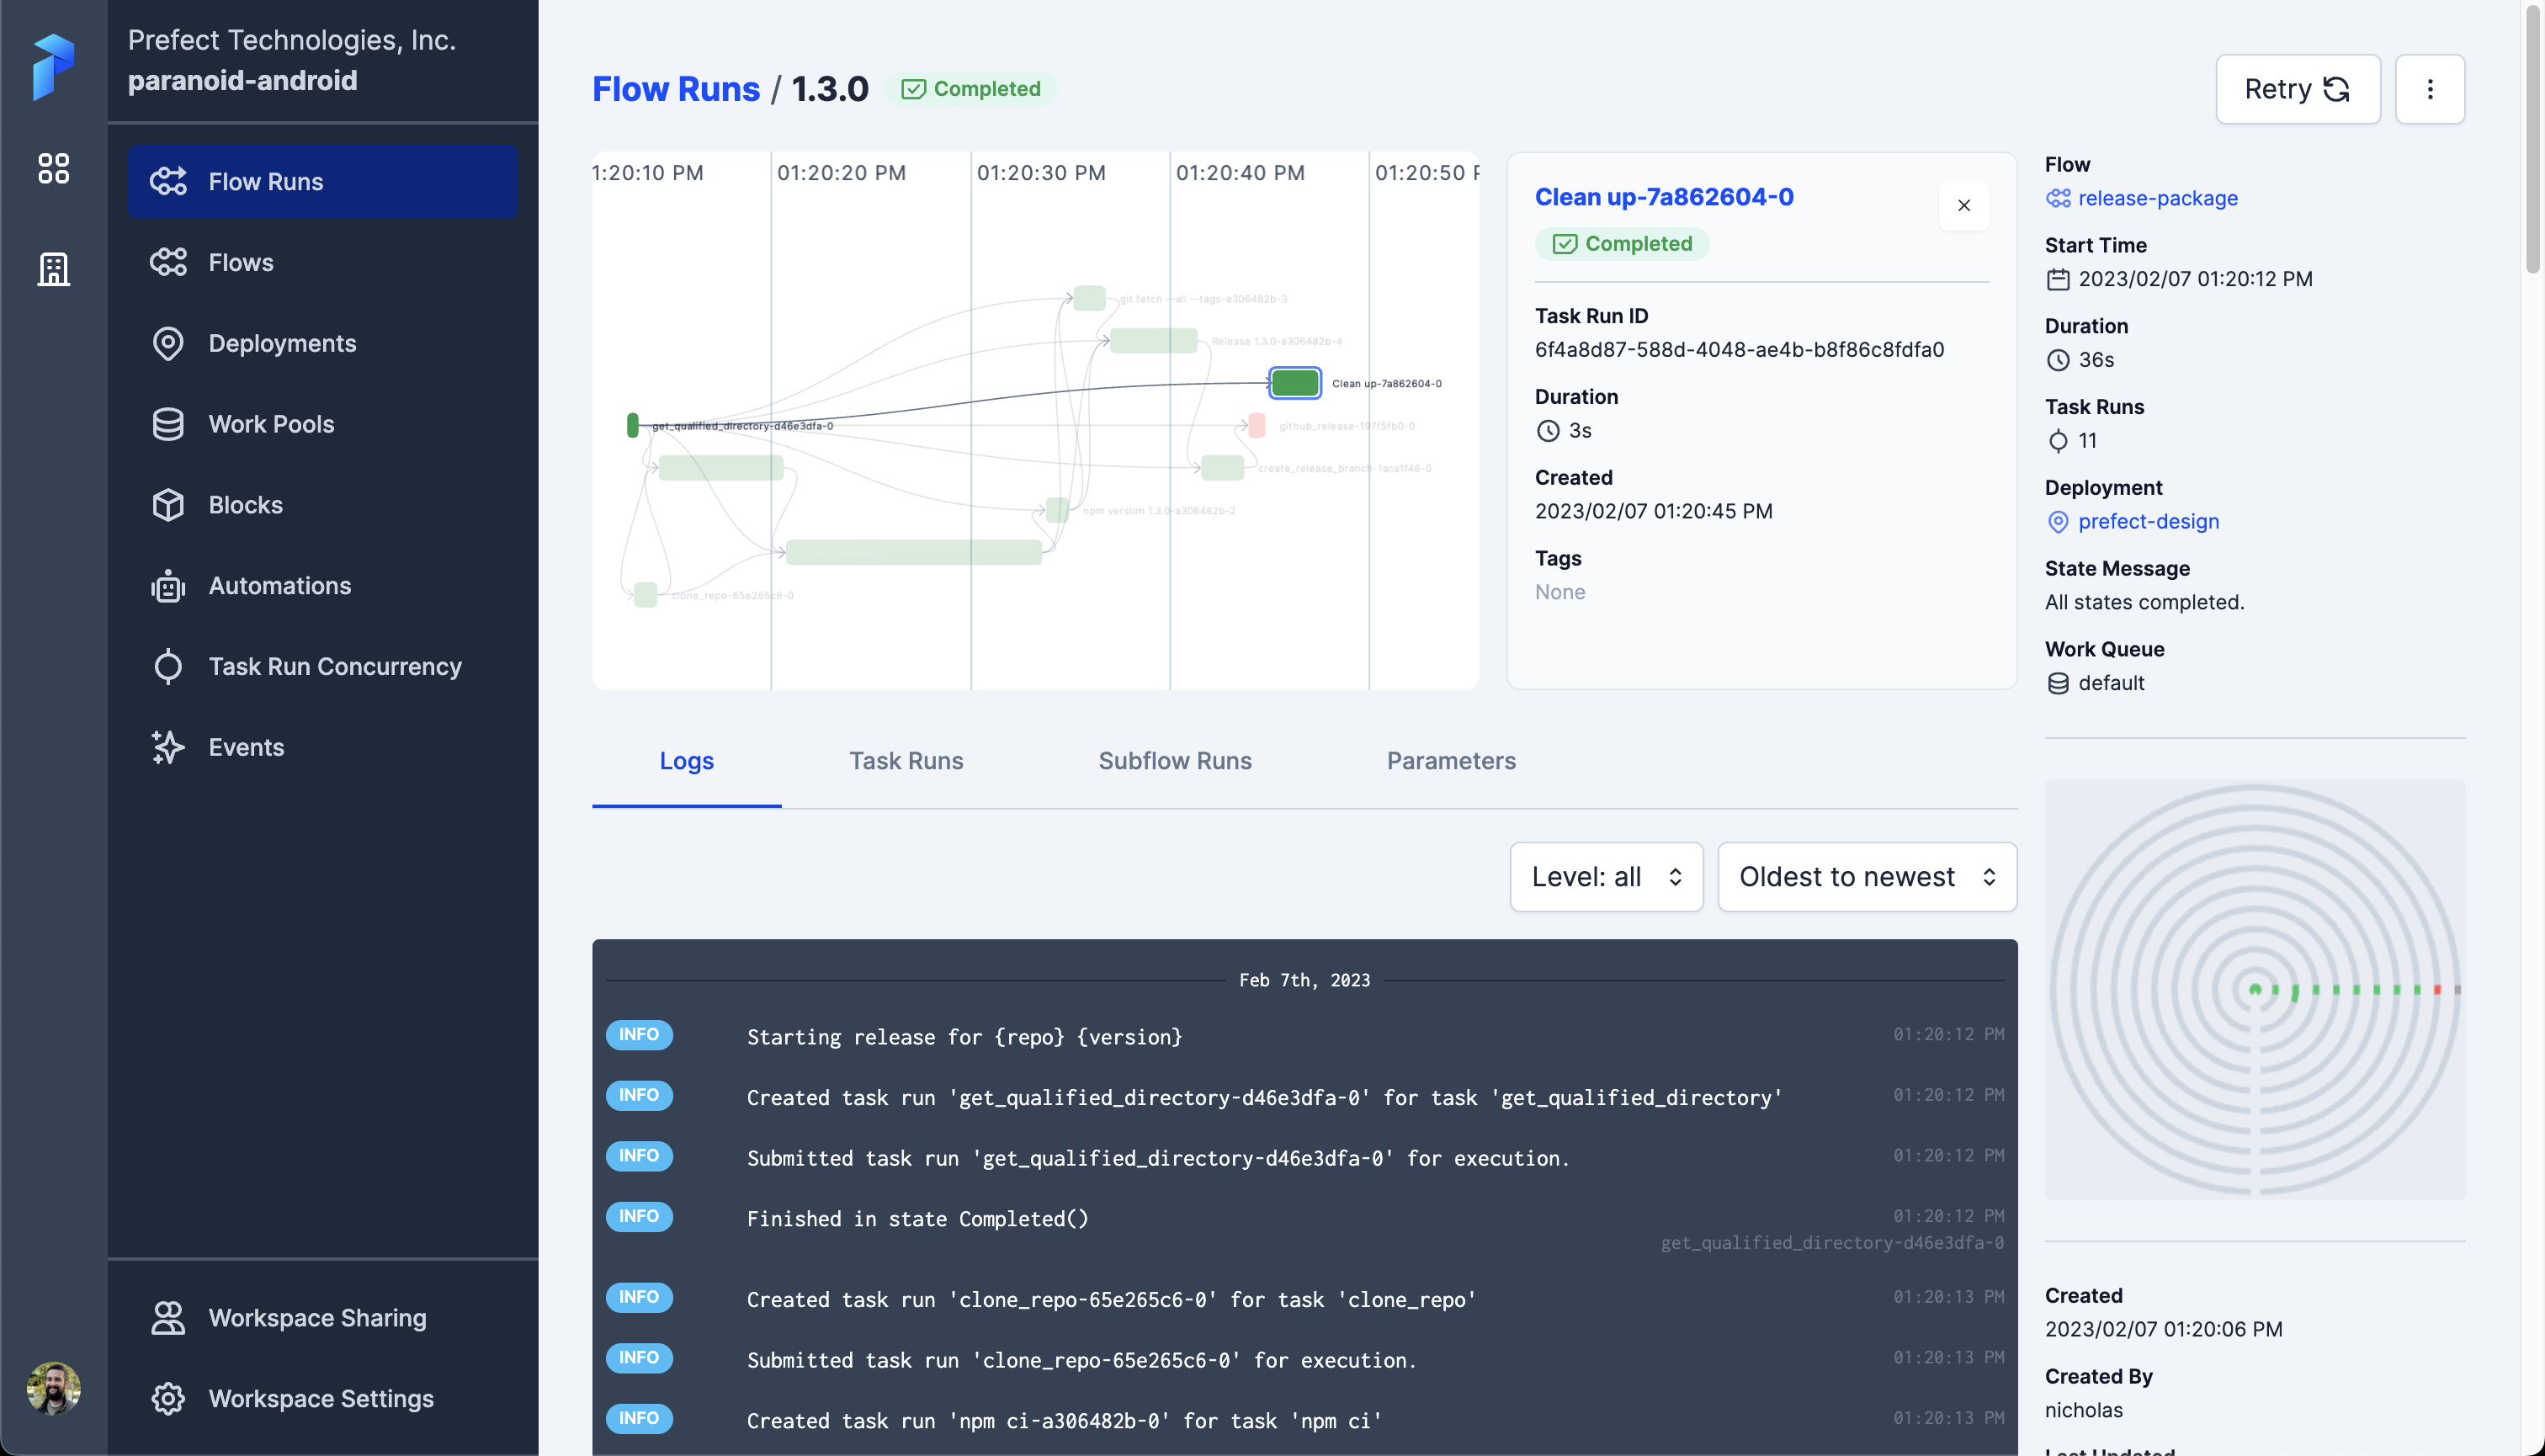 Prefect Technologies, Inc.
paranoid-android
Flow Runs
Flows
Deployments
Work Pools
Blocks
Automations
Task Run Concurrency
Events
Workspace Sharing
Workspace Settings
Flow Runs / 1.3.0
Completed
Retry
1:20:10 PM
01:20:20 PM
01:20:30 PM
01:20:40 PM
01:20:50 P
git fetch --all --tags-a306482b-3
Release 1.3.0-a306482b-4
Clean up-7a862604-0
get_qualified_directory-d46e3dfa-0
github_release-197f5fb0-0
create_release_branch-1aca1f46-0
npm version 1.3.0-a306482b-2
clone_repo-65e265c6-0
Clean up-7a862604-0
Completed
Task Run ID
6f4a8d87-588d-4048-ae4b-b8f86c8fdfa0
Duration
3s
Created
2023/02/07 01:20:45 PM
Tags
None
Flow
release-package
Start Time
2023/02/07 01:20:12 PM
Duration
36s
Task Runs
11
Deployment
prefect-design
State Message
All states completed.
Work Queue
default
Logs
Task Runs
Subflow Runs
Parameters
Level: all
Oldest to newest
Feb 7th, 2023
INFO Starting release for {repo} {version} 01:20:12 PM
INFO Created task run 'get_qualified_directory-d46e3dfa-0' for task 'get_qualified_directory' 01:20:12 PM
INFO Submitted task run 'get_qualified_directory-d46e3dfa-0' for execution. 01:20:12 PM
INFO Finished in state Completed() 01:20:12 PM
get_qualified_directory-d46e3dfa-0
INFO Created task run 'clone_repo-65e265c6-0' for task 'clone_repo' 01:20:13 PM
INFO Submitted task run 'clone_repo-65e265c6-0' for execution. 01:20:13 PM
INFO Created task run 'npm ci-a306482b-0' for task 'npm ci' 01:20:13 PM
Created
2023/02/07 01:20:06 PM
Created By
nicholas
Last Updated